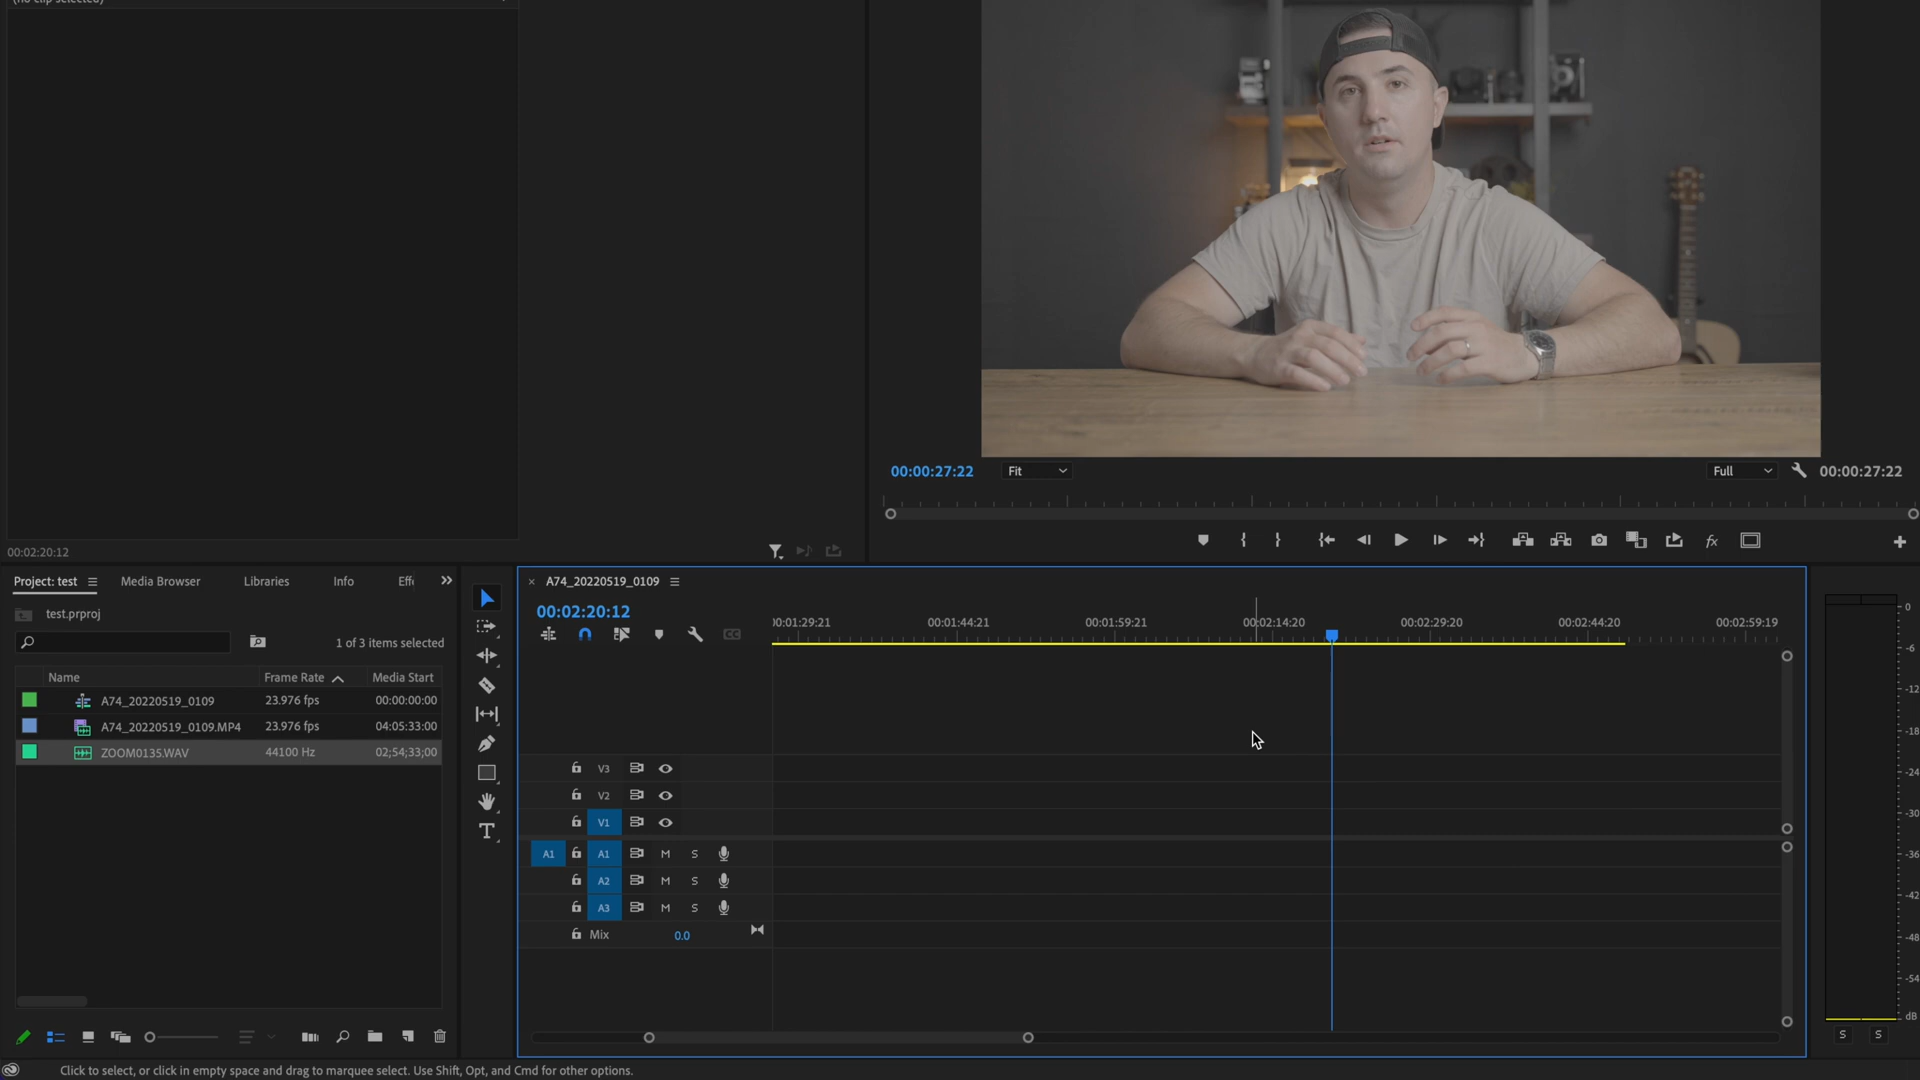 (no clip selected)
00:00:27:22
Fit
Full
00:00:27:22
fx
00:02:20:12
Project: test
Media Browser
Libraries
Info
Eff
test.prproj
1 of 3 items selected
Name
Frame Rate
Media Start
A74_20220519_0109
23.976 fps
00:00:00:00
A74_20220519_0109.MP4
23.976 fps
04:05:33:00
ZOOM0135.WAV
44100 Hz
02;54;33;00
A74_20220519_0109
00:02:20:12
00:01:29:21
00:01:44:21
00:01:59:21
00:02:14:20
00:02:29:20
00:02:44:20
00:02:59:19
V3
V2
V1
A1
A1
M
S
A2
M
S
A3
M
S
Mix
0.0
0
-6
-12
-18
-24
-30
-36
-42
-48
-54
dB
S
S
Click to select, or click in empty space and drag to marquee select. Use Shift, Opt, and Cmd for other options.